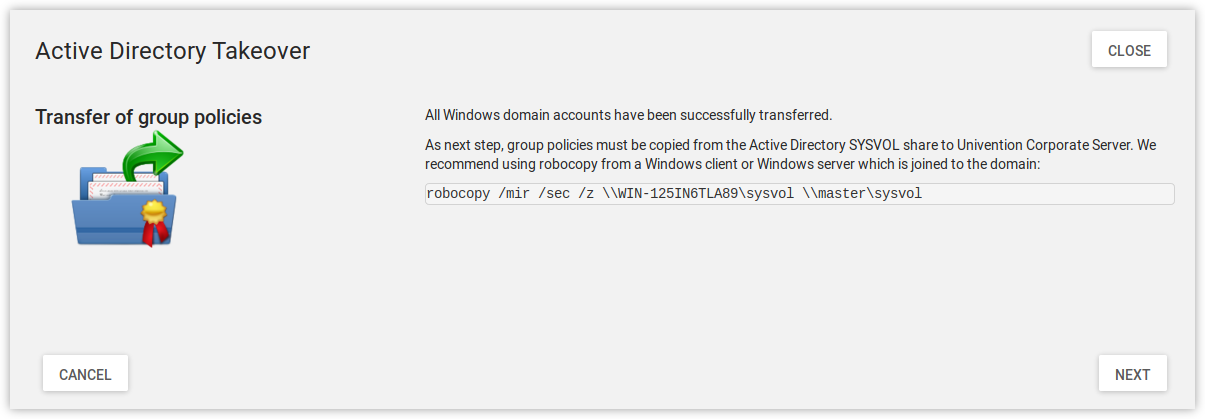 Active Directory Takeover
CLOSE
Transfer of group policies
All Windows domain accounts have been successfully transferred.
As next step, group policies must be copied from the Active Directory SYSVOL share to Univention Corporate Server. We
recommend using robocopy from a Windows client or Windows server which is joined to the domain:
robocopy /mir /sec /z \\WIN-125IN6TLA89\sysvol \\master\sysvol
CANCEL
NEXT